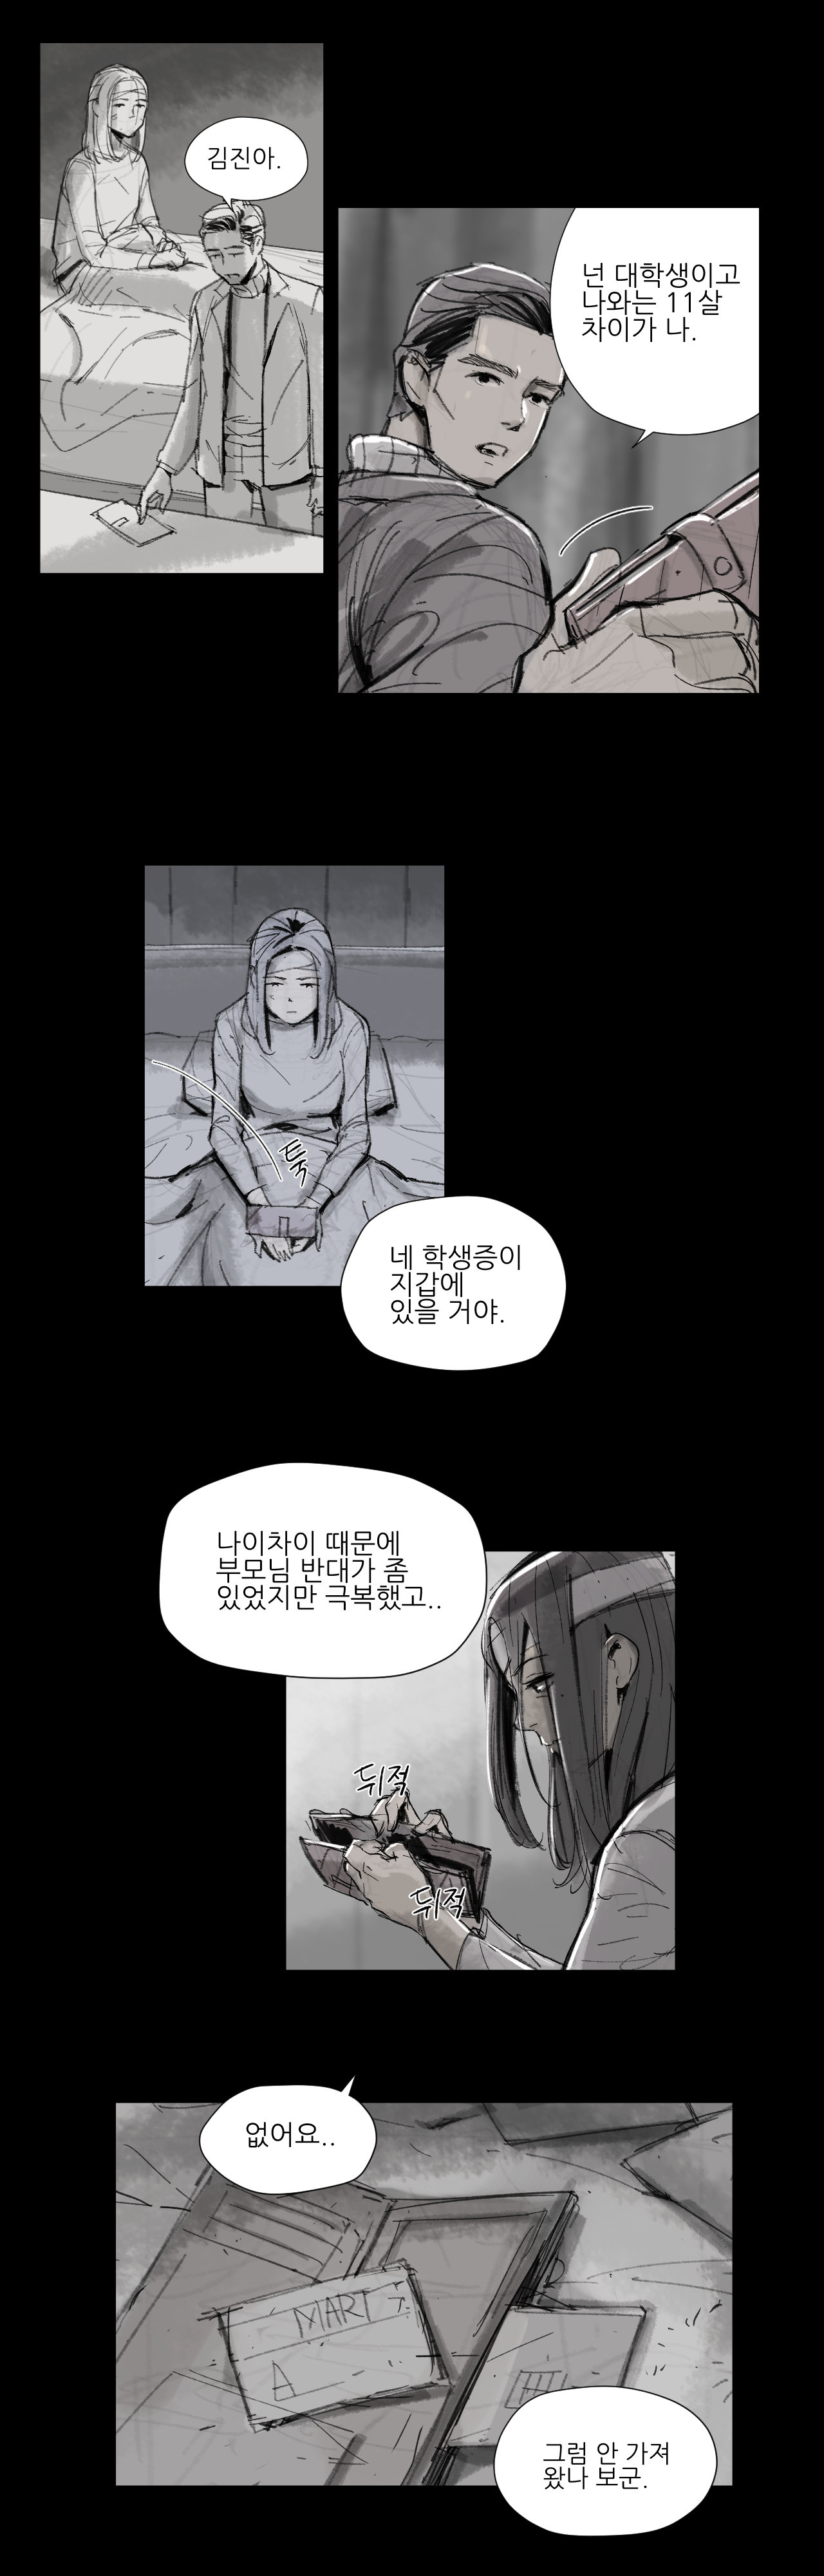 김진아.
넌 대학생이고
나와는 11살
차이가 나.
툭
네 학생증이
지갑에
있을 거야.
나이차이 때문에
부모님 반대가 좀
있었지만 극복했고..
뒤적
뒤적
없어요..
MART
A
그럼 안 가져
왔나 보군.